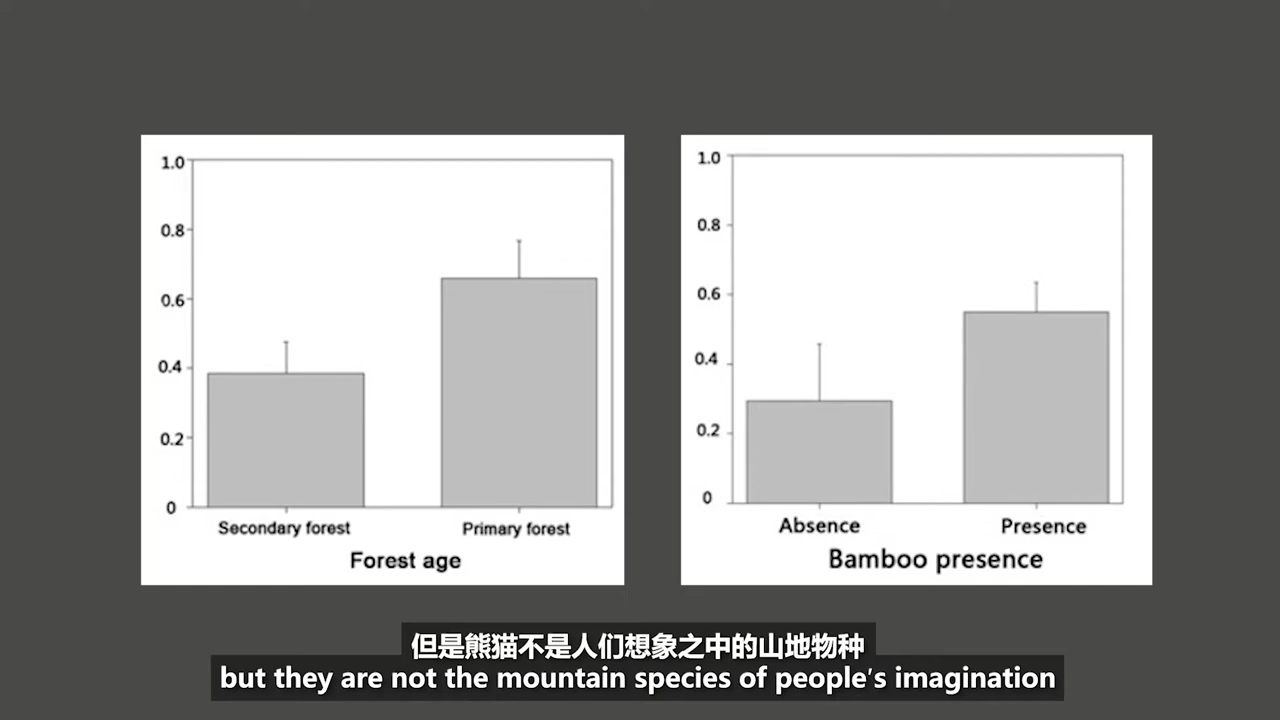 1.0
0.8
0.6
0.4
0.2
0
Secondary forest
Primary forest
Forest age
1.0
0.8
0.6
0.4
0.2
0
Absence
Presence
Bamboo presence
但是熊猫不是人们想象之中的山地物种
but they are not the mountain species of people's imagination